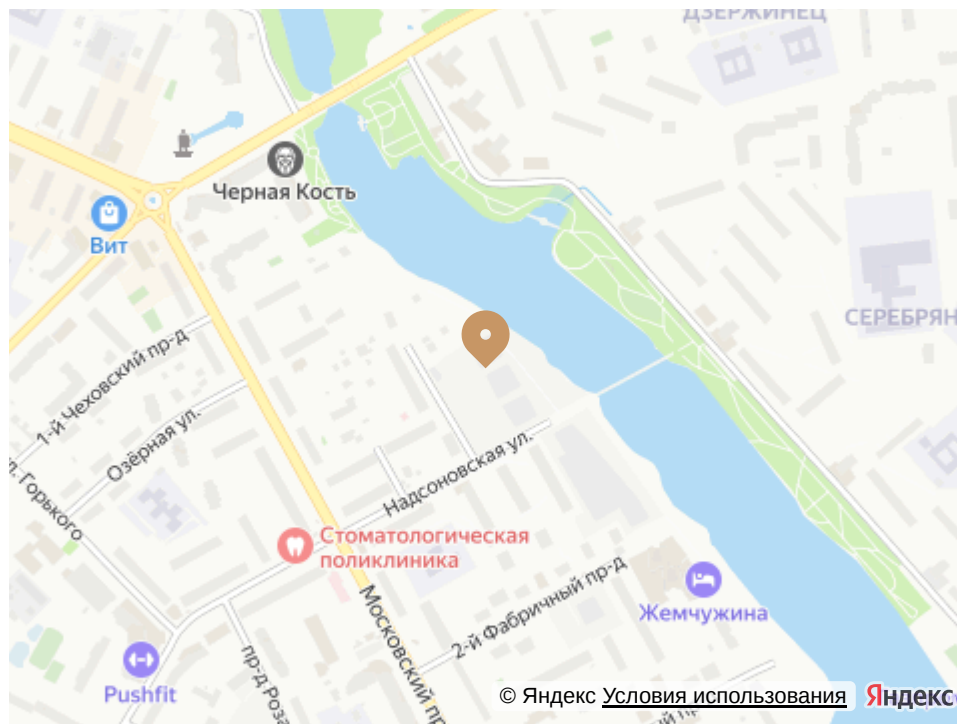 ДЗЕРЖИНЕЦ
Черная Кость
Вит
СЕРЕБРЯН
1-й Чеховский пр-д
Озёрная ул.
Надсоновская ул.
л. Горького
Стоматологическая
поликлиника
2-й Фабричный пр-д
Жемчужина
Московский пр
Pushfit
пр-д Роза
© Яндекс Условия использования
Яндекс